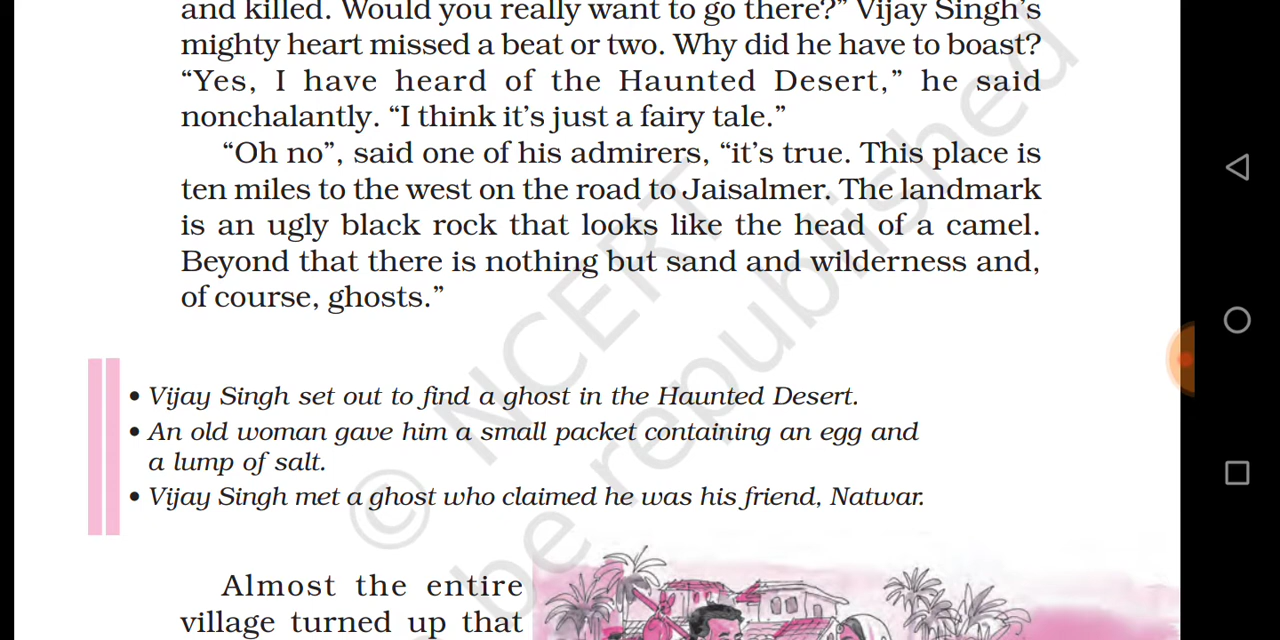 and killed. Would you really want to go there?” Vijay Singh’s
mighty heart missed a beat or two. Why did he have to boast?
“Yes, I have heard of the Haunted Desert,” he said
nonchalantly. “I think it’s just a fairy tale.”
“Oh no”, said one of his admirers, “it’s true. This place is
ten miles to the west on the road to Jaisalmer. The landmark
is an ugly black rock that looks like the head of a camel.
Beyond that there is nothing but sand and wilderness and,
of course, ghosts.”
• Vijay Singh set out to find a ghost in the Haunted Desert.
• An old woman gave him a small packet containing an egg and
a lump of salt.
• Vijay Singh met a ghost who claimed he was his friend, Natwar.
Almost the entire
village turned up that
© NCERT
be republished